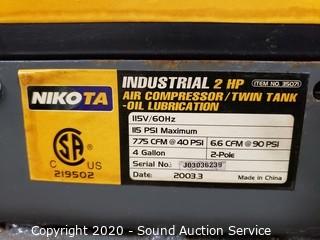 NIKOTA
INDUSTRIAL 2 HP
ITEM NO. 35071
AIR COMPRESSOR/TWIN TANK
-OIL LUBRICATION
115V/60Hz
115 PSI Maximum
7.75 CFM @ 40 PSI 6.6 CFM @ 90 PSI
4 Gallon 2-Pole
Serial No.: J03036239
Date: 2003.3 Made in China
SA
C US
219502
Copyright 2020 - Sound Auction Service